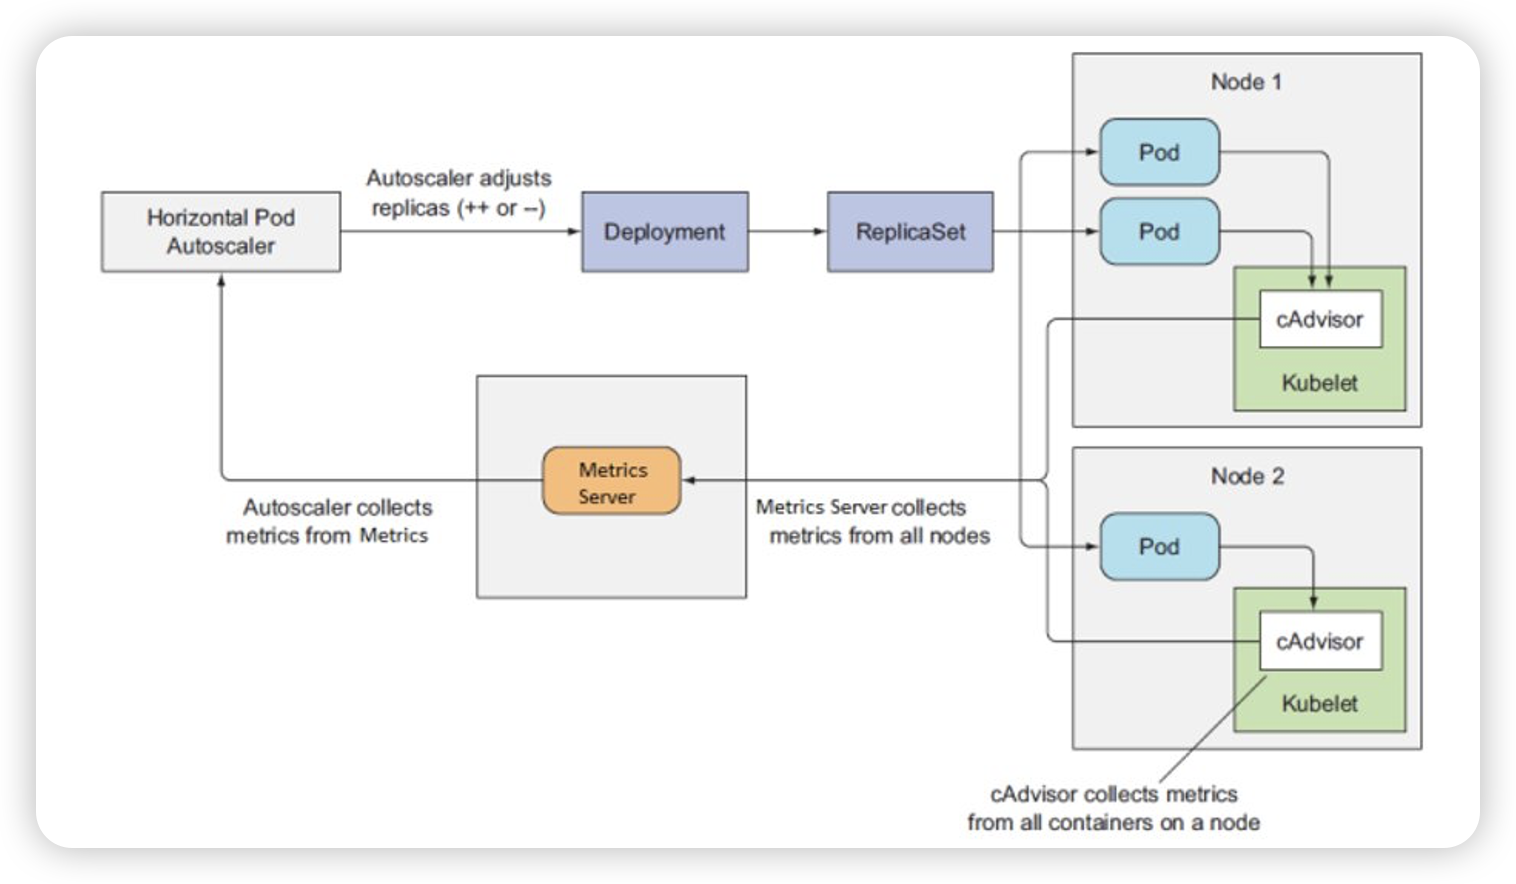 Node 1
Pod
Autoscaler adjusts
replicas (++ or --)
Horizontal Pod
Autoscaler
Deployment
ReplicaSet
Pod
cAdvisor
Kubelet
Metrics
Server
Autoscaler collects
metrics from Metrics
Metrics Server collects
metrics from all nodes
Node 2
Pod
cAdvisor
Kubelet
cAdvisor collects metrics
from all containers on a node